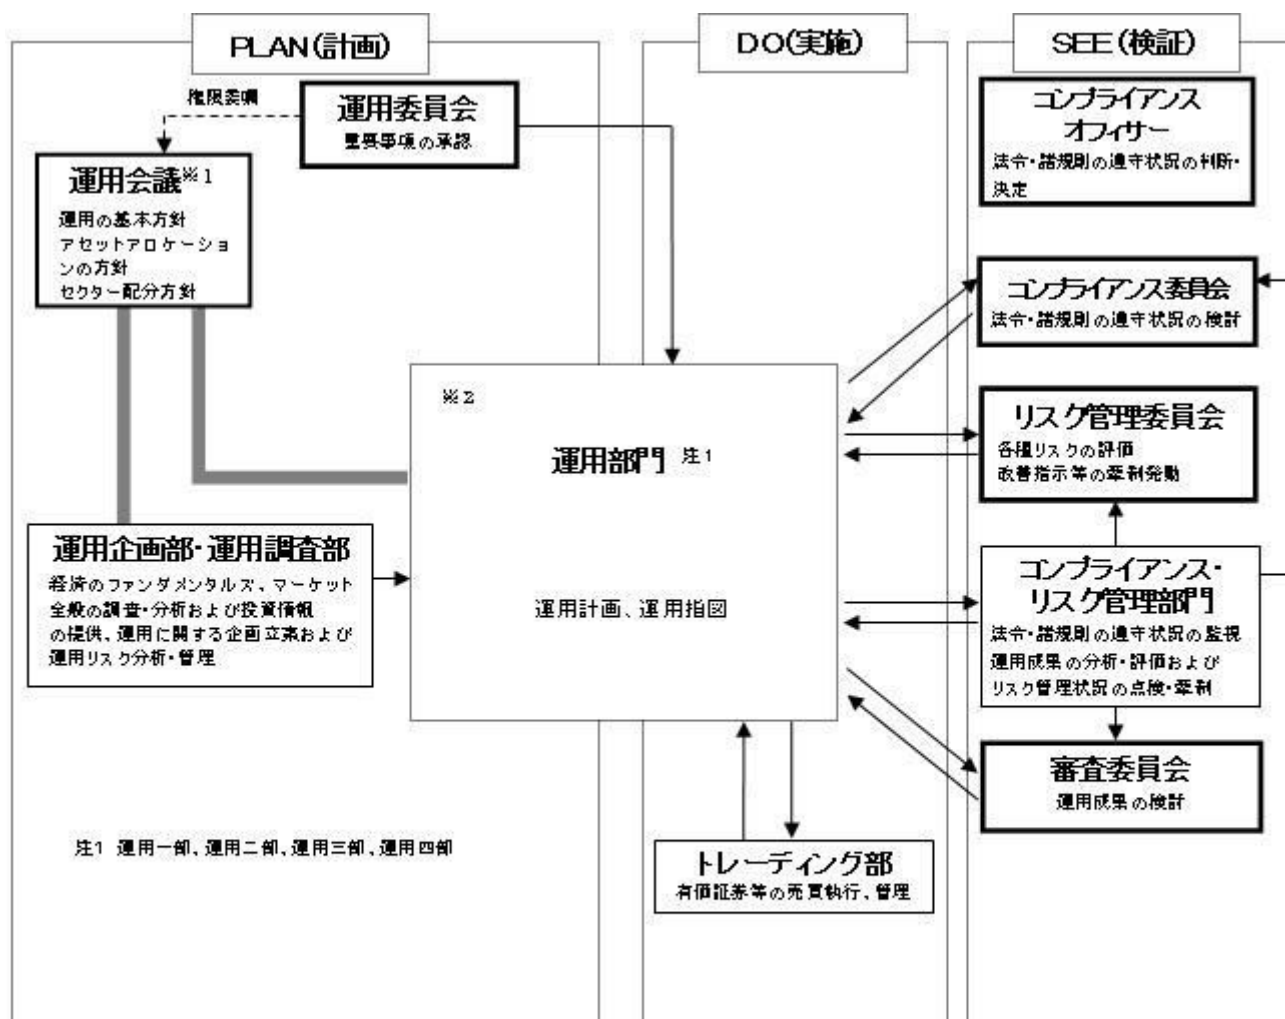 PLAN(計画)
権限委嘱
運用委員会
重要事項の承認
運用会議※1
運用の基本方針
アセットアロケーショ
ンの方針
セクター配分方針
運用企画部・運用調査部
経済のファンダメンタルズ、マーケット
全般の調査・分析および投資情報
の提供、運用に関する企画立案および
運用リスク分析・管理
注1 運用一部、運用二部、運用三部、運用四部
DO(実施)
※2
運用部門 注1
運用計画、運用指図
トレーディング部
有価証券等の売買執行、管理
SEE(検証)
コンプライアンス
オフィサー
法令・諸規則の遵守状況の判断・
決定
コンプライアンス委員会
法令・諸規則の遵守状況の検討
リスク管理委員会
各種リスクの評価
改善指示等の牽制発動
コンプライアンス・
リスク管理部門
法令・諸規則の遵守状況の監視
運用成果の分析・評価および
リスク管理状況の点検・牽制
審査委員会
運用成果の検討